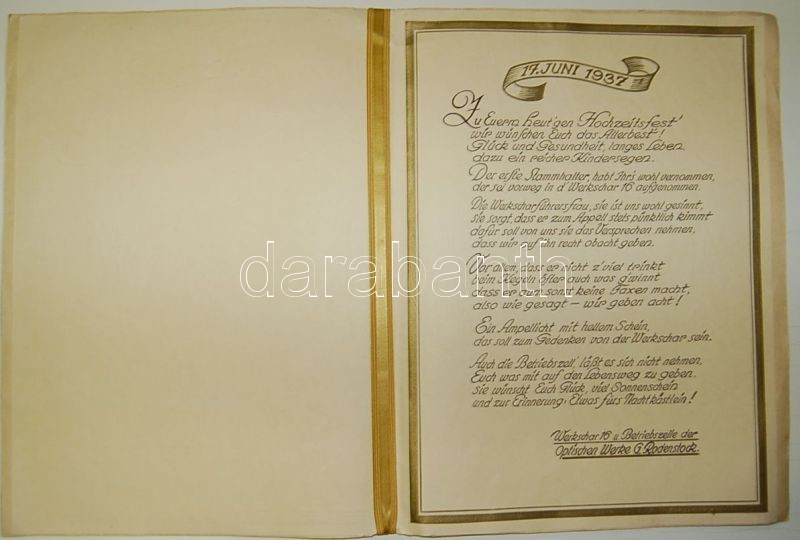 17. JUNI 1937
Zu Euerm heut'gen Hochzeitsfest
wir wünschen Euch das Allerbest!
Glück und Gesundheit, langes Leben
dazu ein reicher Kindersegen.
Der erste Stammhalter, habt Ihr's wohl vernommen,
der sei vorweg in d' Werkschar 16 aufgenommen.
Die Werkscharführersfrau, sie ist uns wohl gesinnt,
sie sorgt, dass er zum Appell stets pünktlich kimmt
dafür soll von uns sie das Versprechen nehmen,
dass wir auf ihn recht obacht geben.
Vor allem, dass er nicht z'viel trinkt
beim Kegeln öfter auch was g'winnt
dass er auch sonst keine Faxen macht,
also wie gesagt – wir geben acht!
Ein Ampellicht mit hellem Schein,
das soll zum Gedenken von der Werkschar sein.
Auch die Betriebszell' läßt es sich nicht nehmen,
Euch was mit auf den Lebensweg zu geben,
sie wünscht Euch Glück, viel Sonnenschein
und zur Erinnerung: Etwas fürs Nachtkästlein!
Werkschar 16 u. Betriebszelle der
Optischen Werke G. Rodenstock.
darabanth